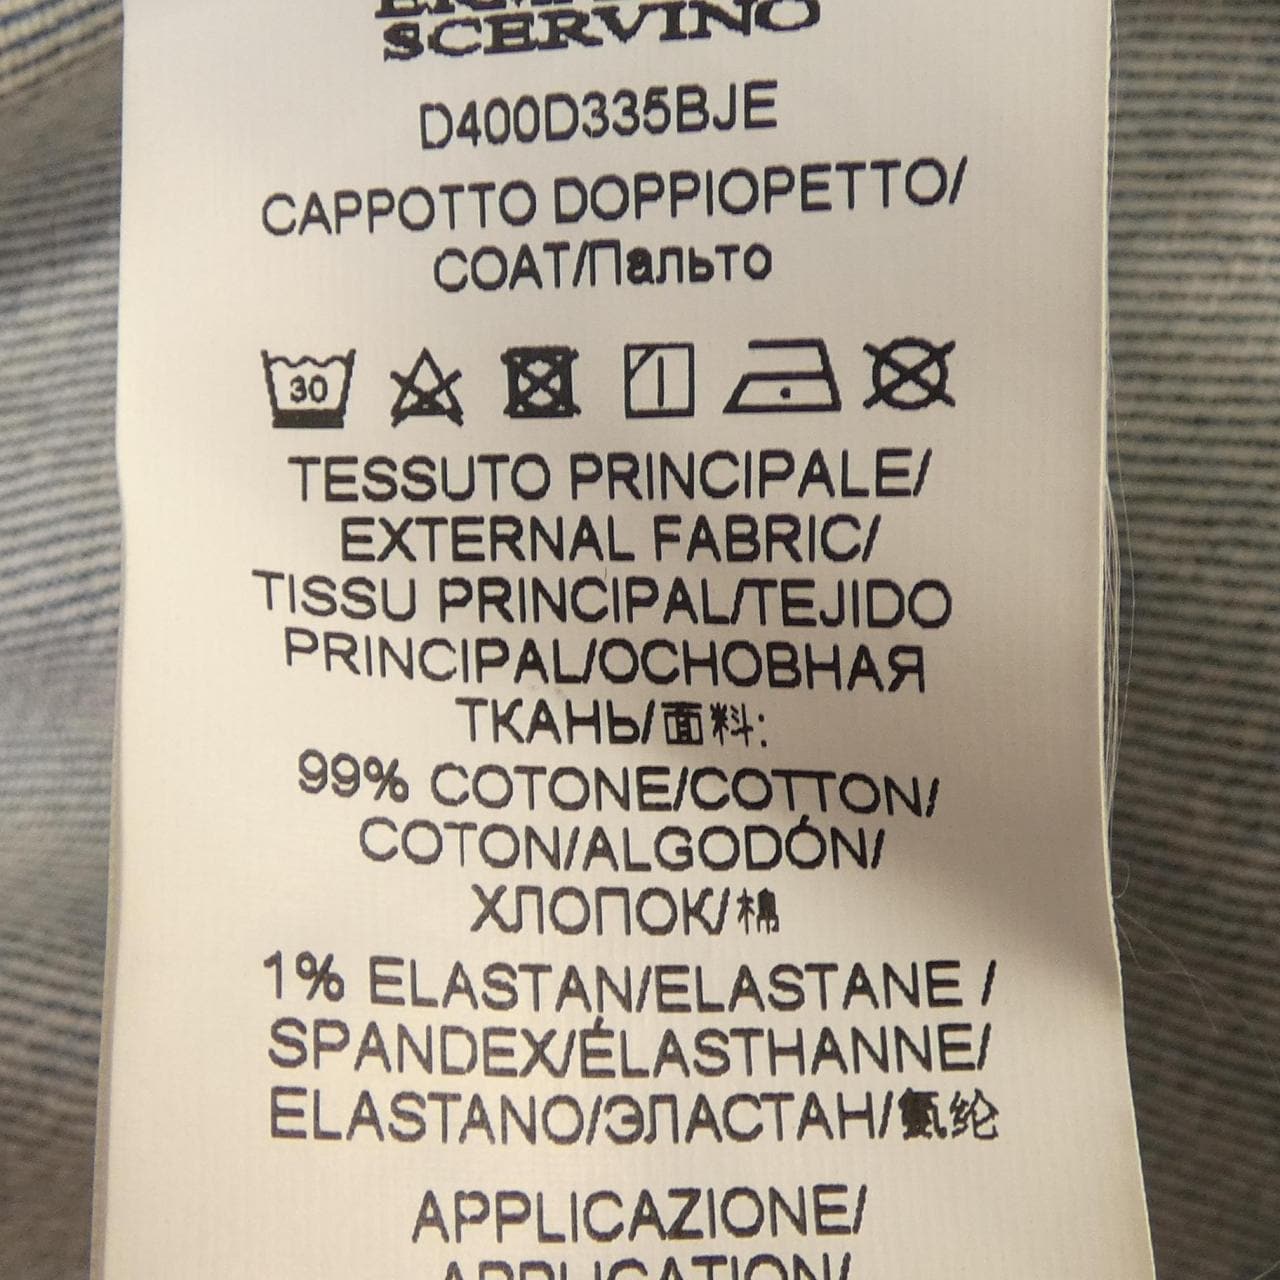 SCERVINO
D400D335BJE
CAPPOTTO DOPPIOPETTO/
COAT/Пальто
30
TESSUTO PRINCIPALE/
EXTERNAL FABRIC/
TISSU PRINCIPAL/TEJIDO
PRINCIPAL/ОСНОВНАЯ
ТКАНЬ/面料:
99% COTONE/COTTON/
COTON/ALGODÓN/
ХЛОПОК/棉
1% ELASTAN/ELASTANE /
SPANDEX/ÉLASTHANNE/
ELASTANO/ЭЛАСТАН/氨纶
APPLICAZIONE/
APPLICATION/